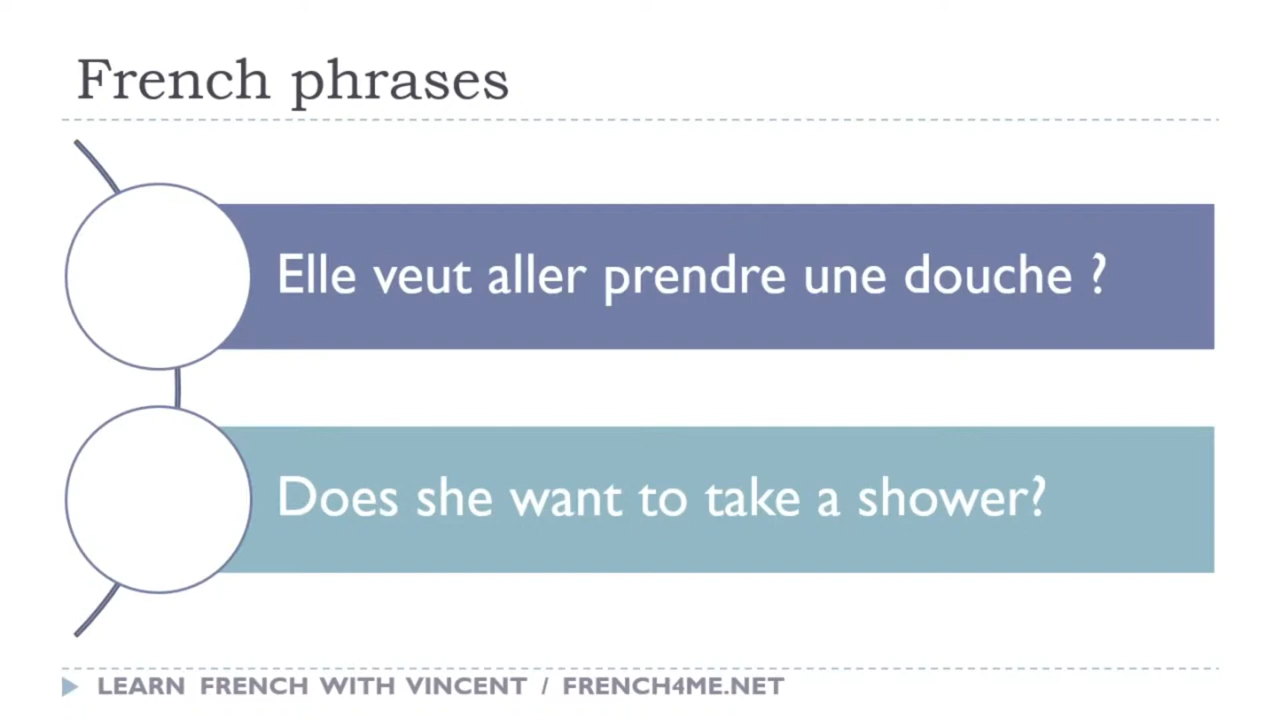 French phrases
Elle veut aller prendre une douche ?
Does she want to take a shower?
LEARN FRENCH WITH VINCENT / FRENCH4ME.NET